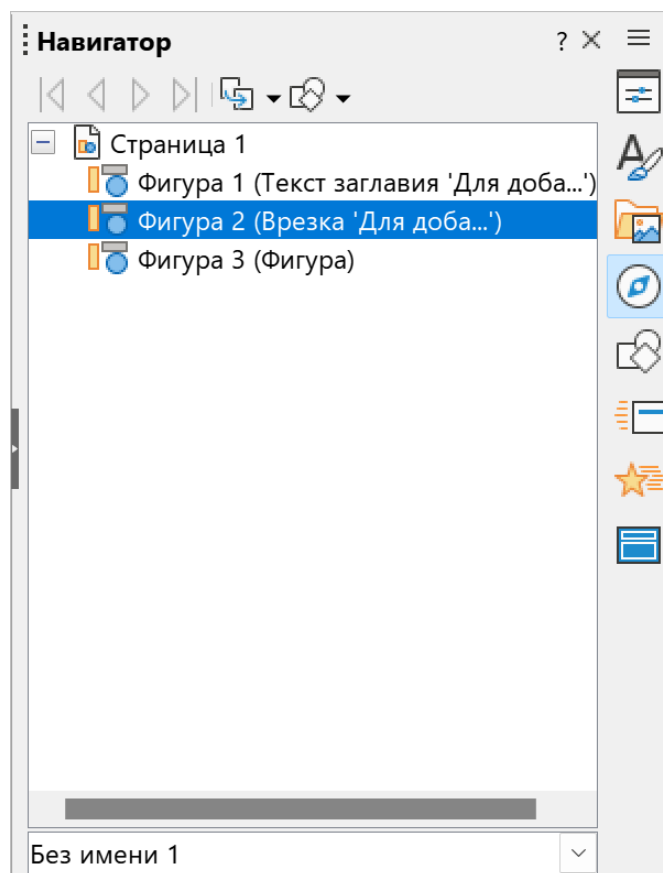 Навигатор ?
Страница 1
Фигура 1 (Текст заглавия 'Для доба...')
Фигура 2 (Врезка 'Для доба...')
Фигура 3 (Фигура)
Без имени 1